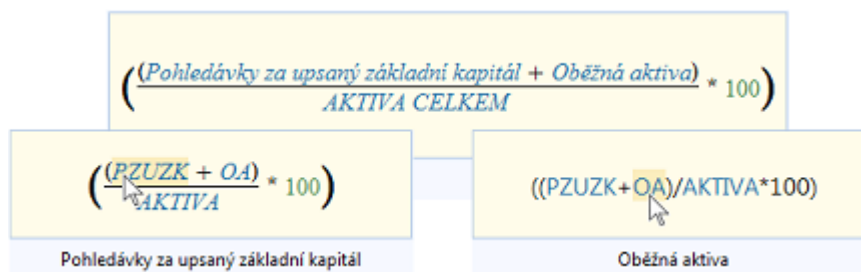 (Pohledávky za upsaný základní kapitál + Oběžná aktiva)
( * 100)
AKTIVA CELKEM
(PZUZK + OA)
( * 100)
AKTIVA
Pohledávky za upsaný základní kapitál
((PZUZK+OA)/AKTIVA*100)
Oběžná aktiva